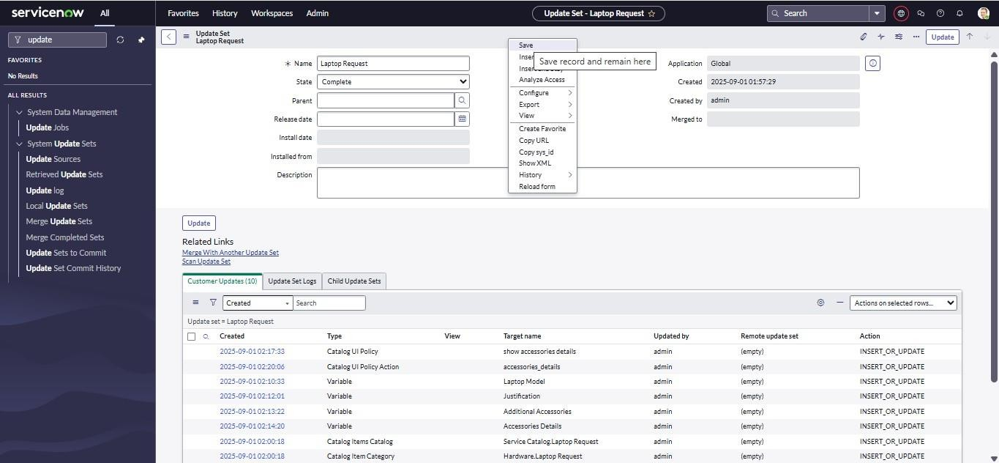 servicenow All Favorites History Workspaces Admin Update Set - Laptop Request Search
update
FAVORITES
No Results
ALL RESULTS
System Data Management
Update Jobs
System Update Sets
Update Sources
Retrieved Update Sets
Update log
Local Update Sets
Merge Update Sets
Merge Completed Sets
Update Sets to Commit
Update Set Commit History
Update Set
Laptop Request
Update
Name Laptop Request
State Complete
Parent
Release date
Install date
Installed from
Description
Application Global
Created 2025-09-01 01:57:29
Created by admin
Merged to
Save
Save record and remain here
Analyze Access
Configure
Export
View
Create Favorite
Copy URL
Copy sys_id
Show XML
History
Reload form
Update
Related Links
Merge With Another Update Set
Scan Update Set
Customer Updates (10) Update Set Logs Child Update Sets
Created Search Actions on selected rows...
Update set = Laptop Request
Created Type View Target name Updated by Remote update set Action
2025-09-01 02:17:33 Catalog UI Policy show accessories details admin (empty) INSERT_OR_UPDATE
2025-09-01 02:20:06 Catalog UI Policy Action accessories_details admin (empty) INSERT_OR_UPDATE
2025-09-01 02:10:33 Variable Laptop Model admin (empty) INSERT_OR_UPDATE
2025-09-01 02:12:01 Variable Justification admin (empty) INSERT_OR_UPDATE
2025-09-01 02:13:22 Variable Additional Accessories admin (empty) INSERT_OR_UPDATE
2025-09-01 02:14:20 Variable Accessories Details admin (empty) INSERT_OR_UPDATE
2025-09-01 02:00:18 Catalog Items Catalog Service Catalog.Laptop Request admin (empty) INSERT_OR_UPDATE
2025-09-01 02:00:18 Catalog Item Category Hardware.Laptop Request admin (empty) INSERT_OR_UPDATE